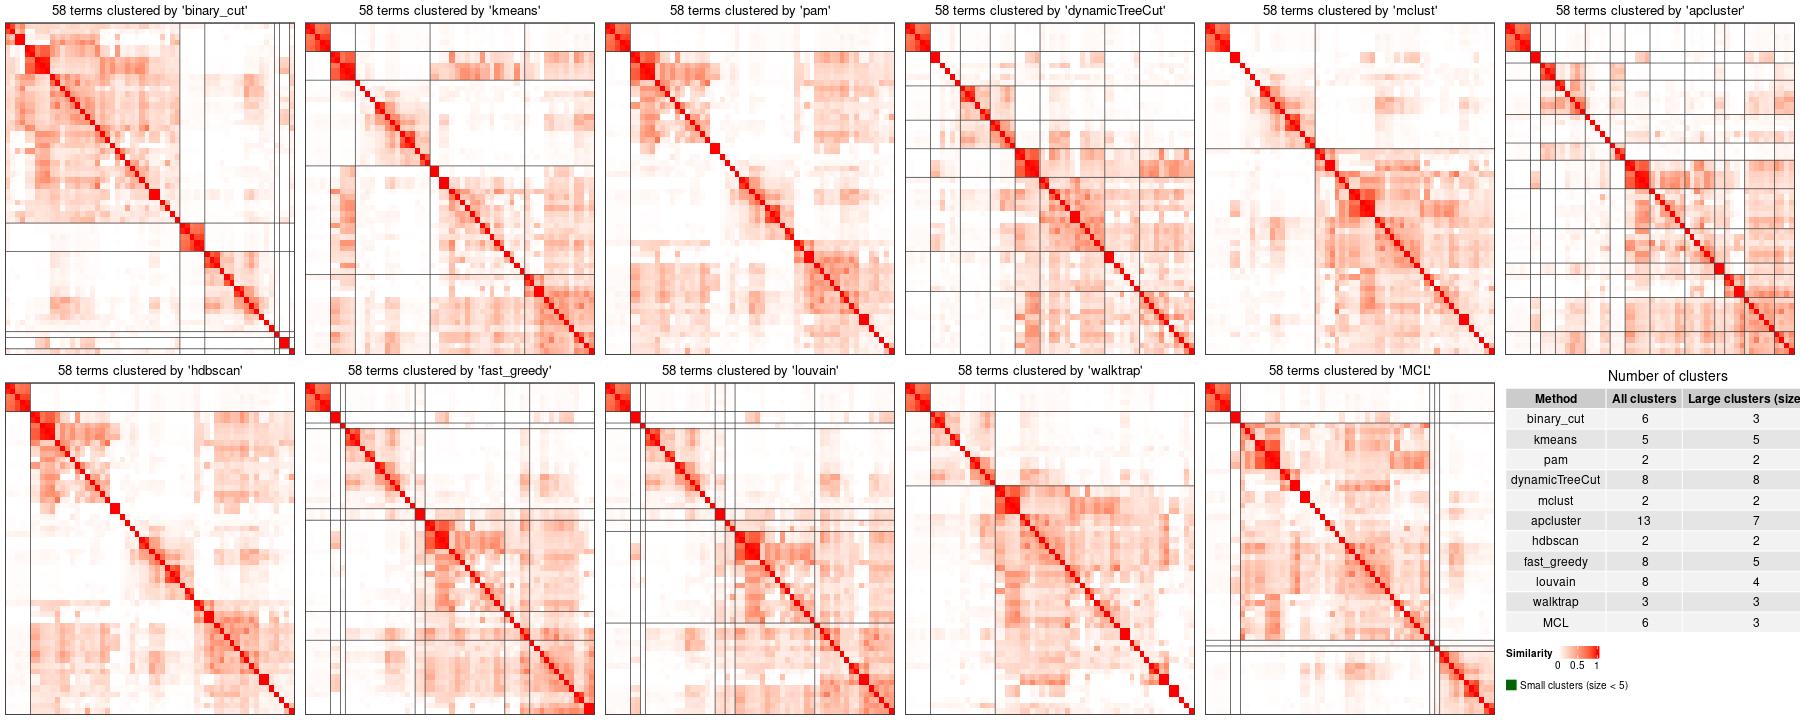 58 terms clustered by 'binary_cut'
58 terms clustered by 'kmeans'
58 terms clustered by 'pam'
58 terms clustered by 'dynamicTreeCut'
58 terms clustered by 'mclust'
58 terms clustered by 'apcluster'
58 terms clustered by 'hdbscan'
58 terms clustered by 'fast_greedy'
58 terms clustered by 'louvain'
58 terms clustered by 'walktrap'
58 terms clustered by 'MCL'
Number of clusters
Method All clusters Large clusters (size
binary_cut 6 3
kmeans 5 5
pam 2 2
dynamicTreeCut 8 8
mclust 2 2
apcluster 13 7
hdbscan 2 2
fast_greedy 8 5
louvain 8 4
walktrap 3 3
MCL 6 3
Similarity
0 0.5 1
Small clusters (size < 5)